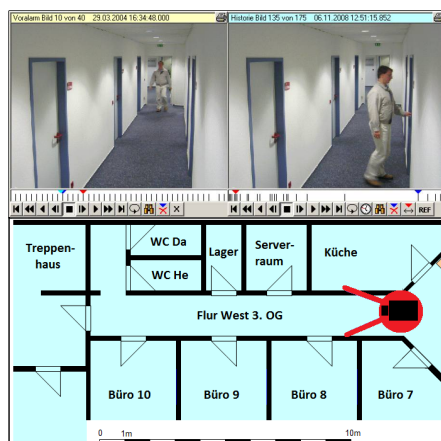 Voralarm Bild 10 von 40 29.03.2004 16:34:48.000
Historie Bild 135 von 175 06.11.2008 12:51:15.852
REF
Treppen-
haus
WC Da
WC He
Lager
Server-
raum
Küche
Flur West 3. OG
Büro 10
Büro 9
Büro 8
Büro 7
0 1m 10m